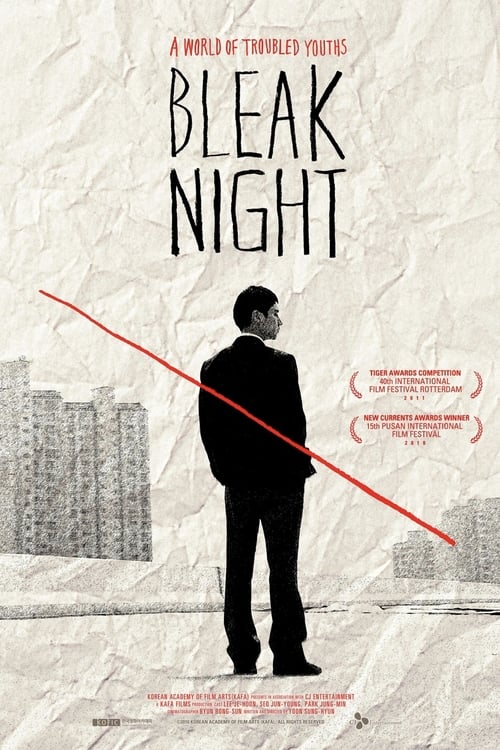 A WORLD OF TROUBLED YOUTHS
BLEAK
NIGHT
TIGER AWARDS COMPETITION
40th INTERNATIONAL
FILM FESTIVAL ROTTERDAM
2011
NEW CURRENTS AWARDS WINNER
15th PUSAN INTERNATIONAL
FILM FESTIVAL
2010
KOREAN ACADEMY OF FILM ARTS(KAFA) PRESENTS IN ASSOCIATION WITH CJ ENTERTAINMENT
A KAFA FILMS PRODUCTION CAST LEE JE-HOON, SEO JUN-YOUNG, PARK JUNG-MIN
CINEMATOGRAPHER BYUN BONG-SUN WRITTEN AND DIRECTED BY YOON SUNG-HYUN
KOFIC
©2010 KOREAN ACADEMY OF FILM ARTS (KAFA). ALL RIGHTS RESERVED